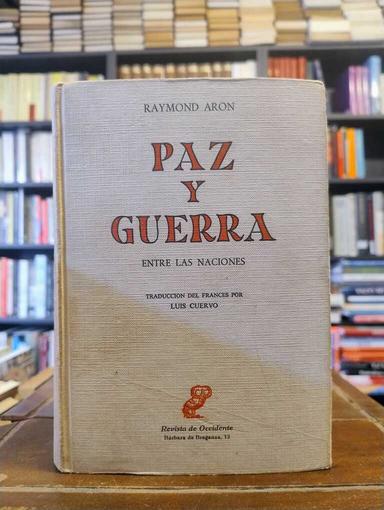 RAYMOND ARON
PAZ
Y
GUERRA
ENTRE LAS NACIONES
TRADUCCION DEL FRANCES POR
LUIS CUERVO
Revista de Occidente
Bárbara de Braganza, 12